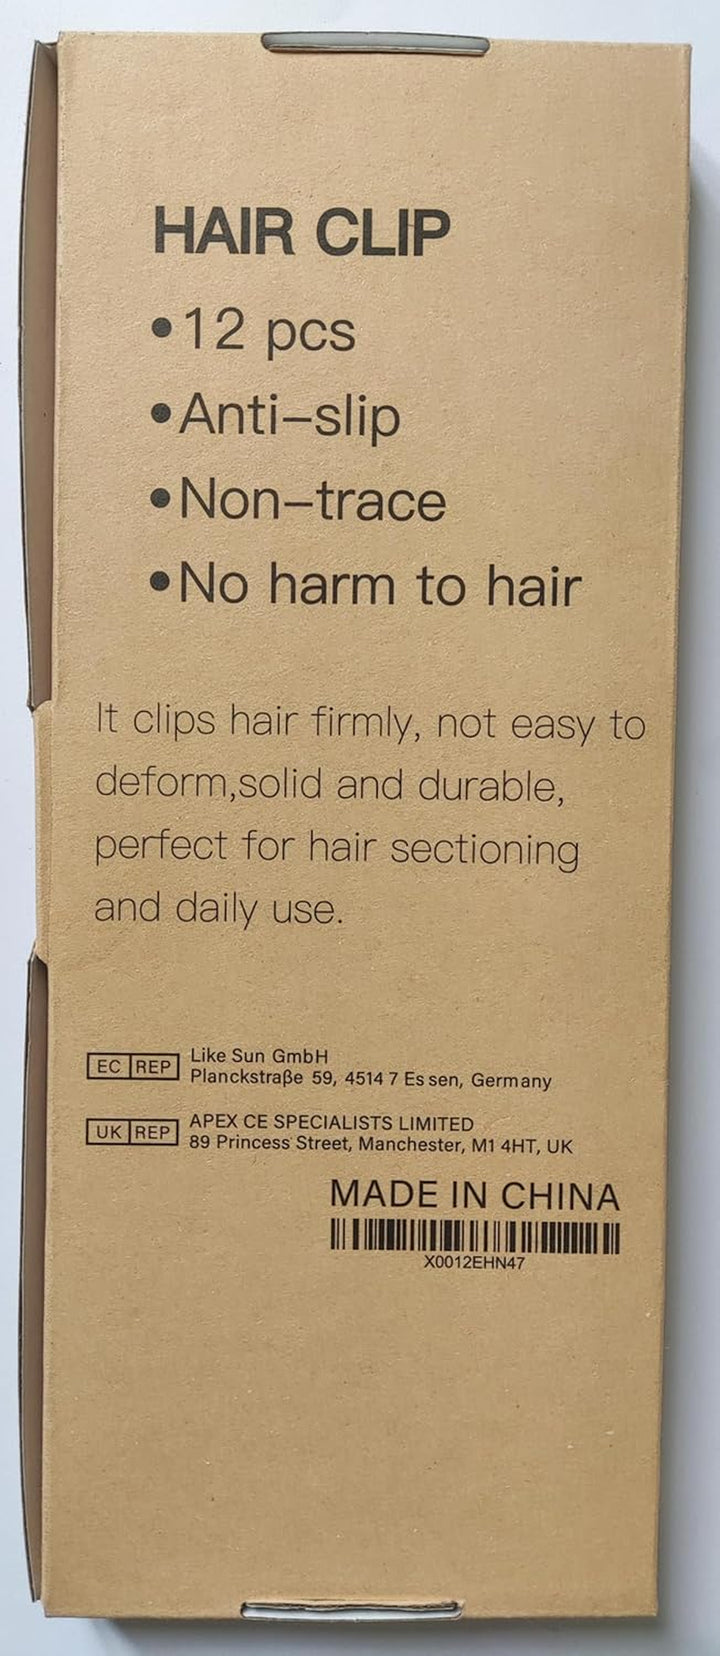 HAIR CLIP
•12 pcs
•Anti–slip
•Non–trace
•No harm to hair
It clips hair firmly, not easy to
deform,solid and durable,
perfect for hair sectioning
and daily use.
EC REP Like Sun GmbH
Planckstraße 59, 4514 7 Es sen, Germany
UK REP APEX CE SPECIALISTS LIMITED
89 Princess Street, Manchester, M1 4HT, UK
MADE IN CHINA
X0012EHN47